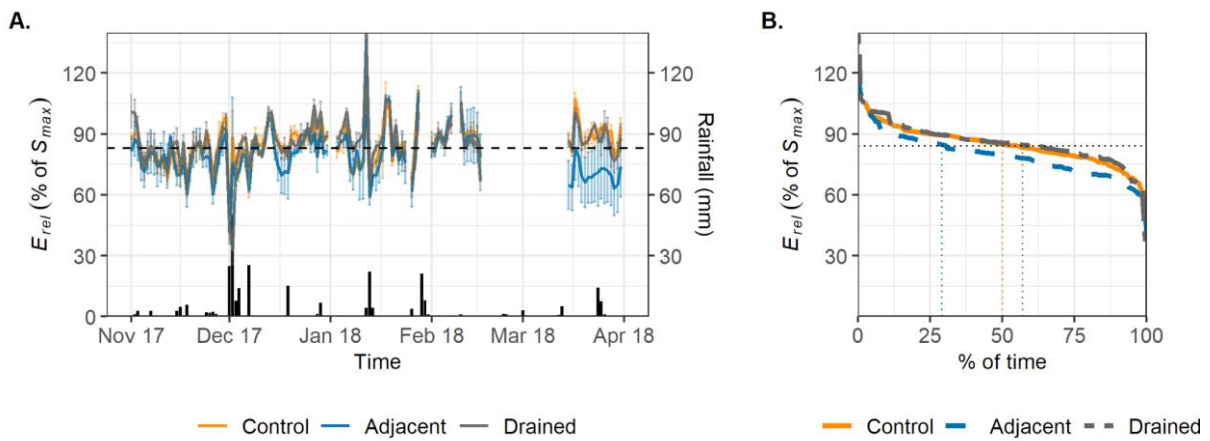 A.
E_rel (% of S_max)
120
90
60
30
0
120
90
60
30
Rainfall (mm)
Nov 17 Dec 17 Jan 18 Feb 18 Mar 18 Apr 18
Time
Control Adjacent Drained
B.
E_rel (% of S_max)
120
90
60
30
0 25 50 75 100
% of time
Control Adjacent Drained